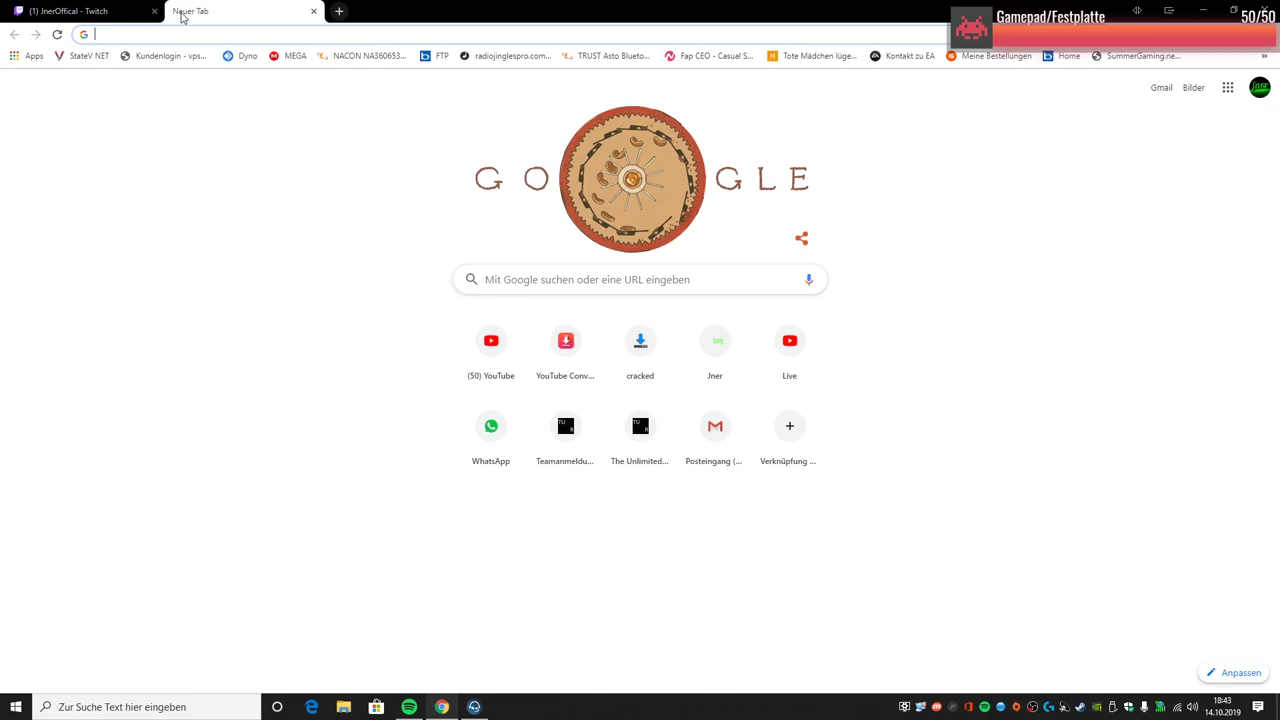 (1) JnerOffical - Twitch
Neuer Tab
Gamepad/Festplatte 50/50
Apps StateV NET Kundenlogin - vps... Dyno MEGA NACON NA360653... FTP radiojinglespro.com... TRUST Asto Blueto... Fap CEO - Casual S... Tote Mädchen lüge... Kontakt zu EA Meine Bestellungen Home SummerGaming.ne... »
Gmail Bilder
GOOGLE
Mit Google suchen oder eine URL eingeben
(50) YouTube YouTube Conv... cracked Jner Live
WhatsApp Teamanmeldu... The Unlimited... Posteingang (... Verknüpfung ...
Anpassen
Zur Suche Text hier eingeben
18:43
14.10.2019